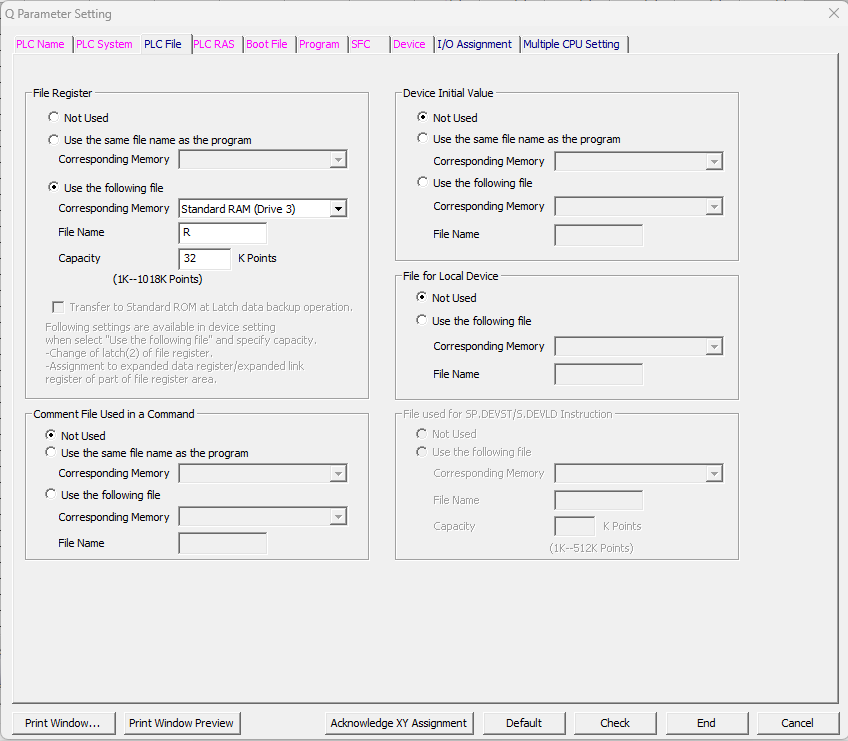 Q Parameter Setting
PLC Name
PLC System
PLC File
PLC RAS
Boot File
Program
SFC
Device
I/O Assignment
Multiple CPU Setting
File Register
Not Used
Use the same file name as the program
Corresponding Memory
Use the following file
Corresponding Memory Standard RAM (Drive 3)
File Name R
Capacity 32 K Points
(1K--1018K Points)
Transfer to Standard ROM at Latch data backup operation.
Following settings are available in device setting
when select "Use the following file" and specify capacity.
-Change of latch(2) of file register.
-Assignment to expanded data register/expanded link
register of part of file register area.
Comment File Used in a Command
Not Used
Use the same file name as the program
Corresponding Memory
Use the following file
Corresponding Memory
File Name
Device Initial Value
Not Used
Use the same file name as the program
Corresponding Memory
Use the following file
Corresponding Memory
File Name
File for Local Device
Not Used
Use the following file
Corresponding Memory
File Name
File used for SP.DEVST/S.DEVLD Instruction
Not Used
Use the following file
Corresponding Memory
File Name
Capacity K Points
(1K--512K Points)
Print Window...
Print Window Preview
Acknowledge XY Assignment
Default
Check
End
Cancel